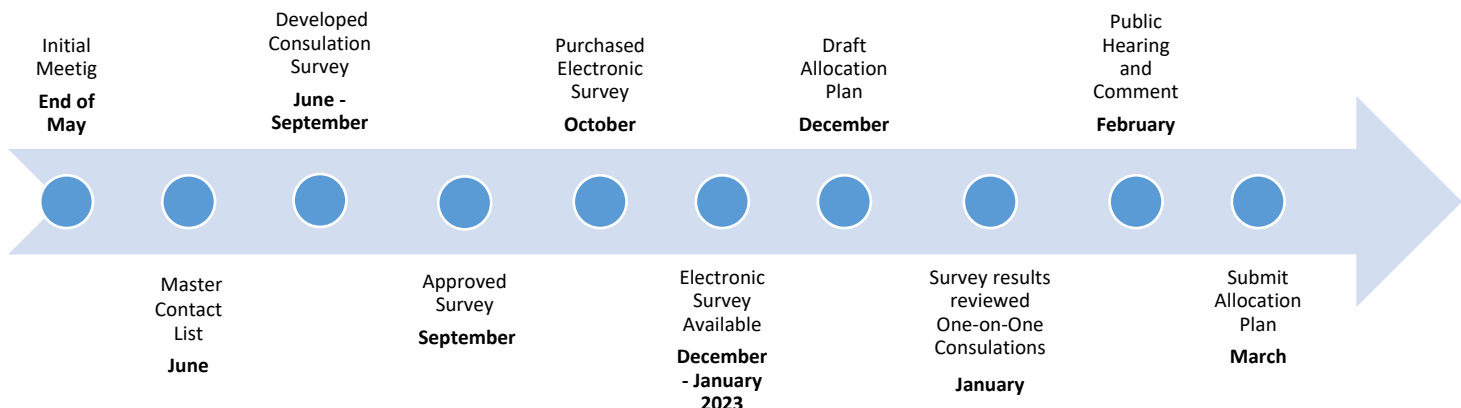 Initial
Meetig
End of
May
Master
Contact
List
June
Developed
Consulation
Survey
June -
September
Approved
Survey
September
Purchased
Electronic
Survey
October
Electronic
Survey
Available
December
- January
2023
Draft
Allocation
Plan
December
Survey results
reviewed
One-on-One
Consulations
January
Public
Hearing
and
Comment
February
Submit
Allocation
Plan
March